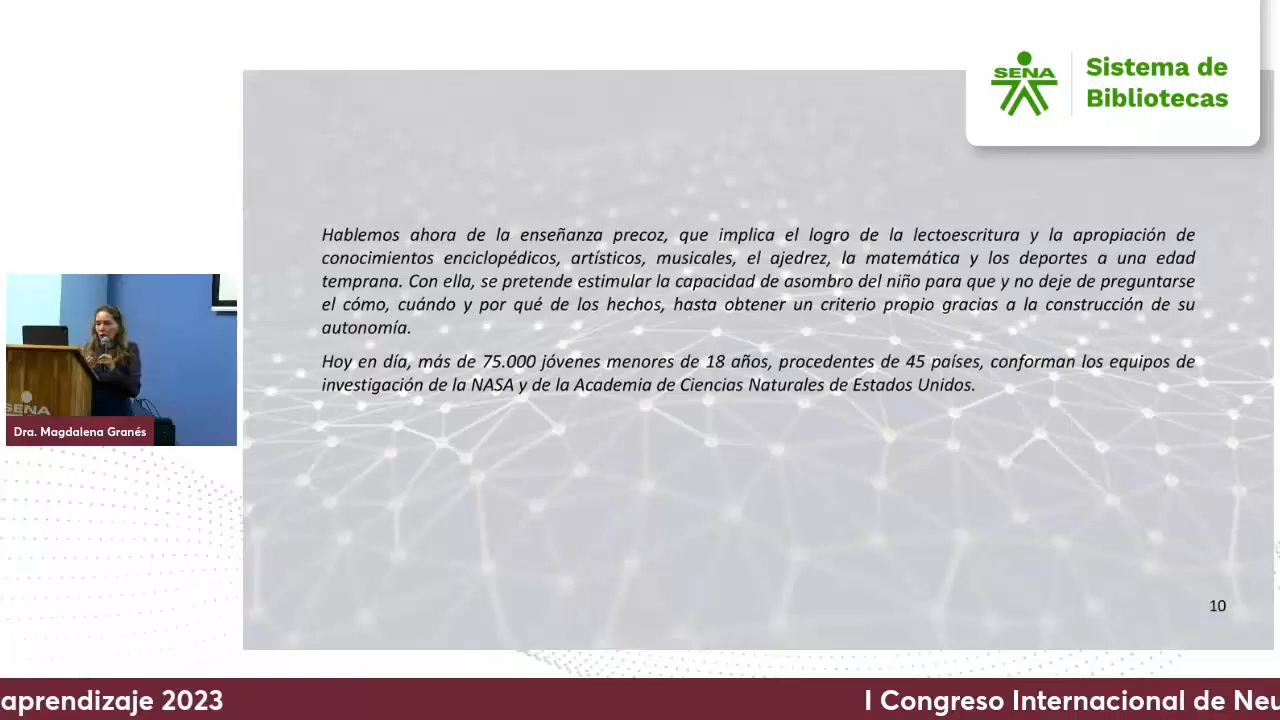 SENA
Sistema de
Bibliotecas
Hablemos ahora de la enseñanza precoz, que implica el logro de la lectoescritura y la apropiación de
conocimientos enciclopédicos, artísticos, musicales, el ajedrez, la matemática y los deportes a una edad
temprana. Con ella, se pretende estimular la capacidad de asombro del niño para que y no deje de preguntarse
el cómo, cuándo y por qué de los hechos, hasta obtener un criterio propio gracias a la construcción de su
autonomía.
Hoy en día, más de 75.000 jóvenes menores de 18 años, procedentes de 45 países, conforman los equipos de
investigación de la NASA y de la Academia de Ciencias Naturales de Estados Unidos.
SENA
Dra. Magdalena Granés
10
aprendizaje 2023
I Congreso Internacional de Neu